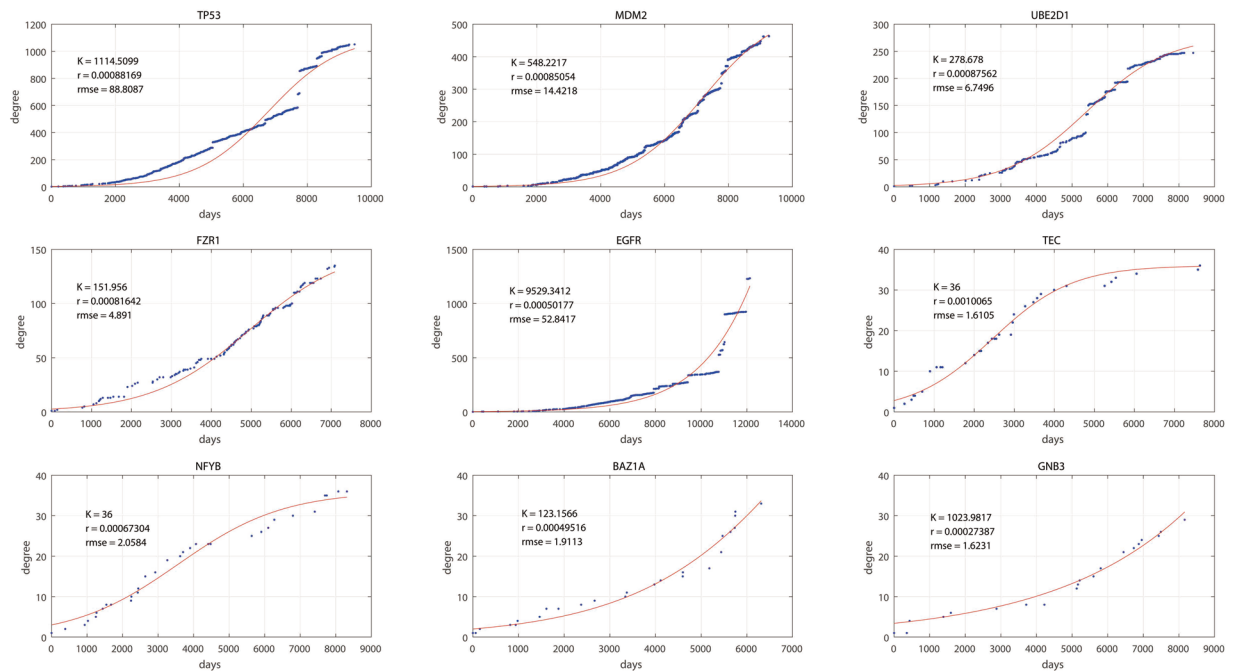 TP53
degree
1200
1000
800
600
400
200
0
K = 1114.5099
r = 0.00088169
rmse = 88.8087
0 2000 4000 6000 8000 10000
days
MDM2
degree
500
400
300
200
100
0
K = 548.2217
r = 0.00085054
rmse = 14.4218
0 2000 4000 6000 8000 10000
days
UBE2D1
degree
300
250
200
150
100
50
0
K = 278.678
r = 0.00087562
rmse = 6.7496
0 1000 2000 3000 4000 5000 6000 7000 8000 9000
days
FZR1
degree
150
100
50
0
K = 151.956
r = 0.00081642
rmse = 4.891
0 1000 2000 3000 4000 5000 6000 7000 8000
days
EGFR
degree
1500
1000
500
0
K = 9529.3412
r = 0.00050177
rmse = 52.8417
0 2000 4000 6000 8000 10000 12000 14000
days
TEC
degree
40
30
20
10
0
K = 36
r = 0.0010065
rmse = 1.6105
0 1000 2000 3000 4000 5000 6000 7000 8000
days
NFYB
degree
40
30
20
10
0
K = 36
r = 0.00067304
rmse = 2.0584
0 1000 2000 3000 4000 5000 6000 7000 8000 9000
days
BAZ1A
degree
40
30
20
10
0
K = 123.1566
r = 0.00049516
rmse = 1.9113
0 1000 2000 3000 4000 5000 6000 7000
days
GNB3
degree
40
30
20
10
0
K = 1023.9817
r = 0.00027387
rmse = 1.6231
0 1000 2000 3000 4000 5000 6000 7000 8000 9000
days